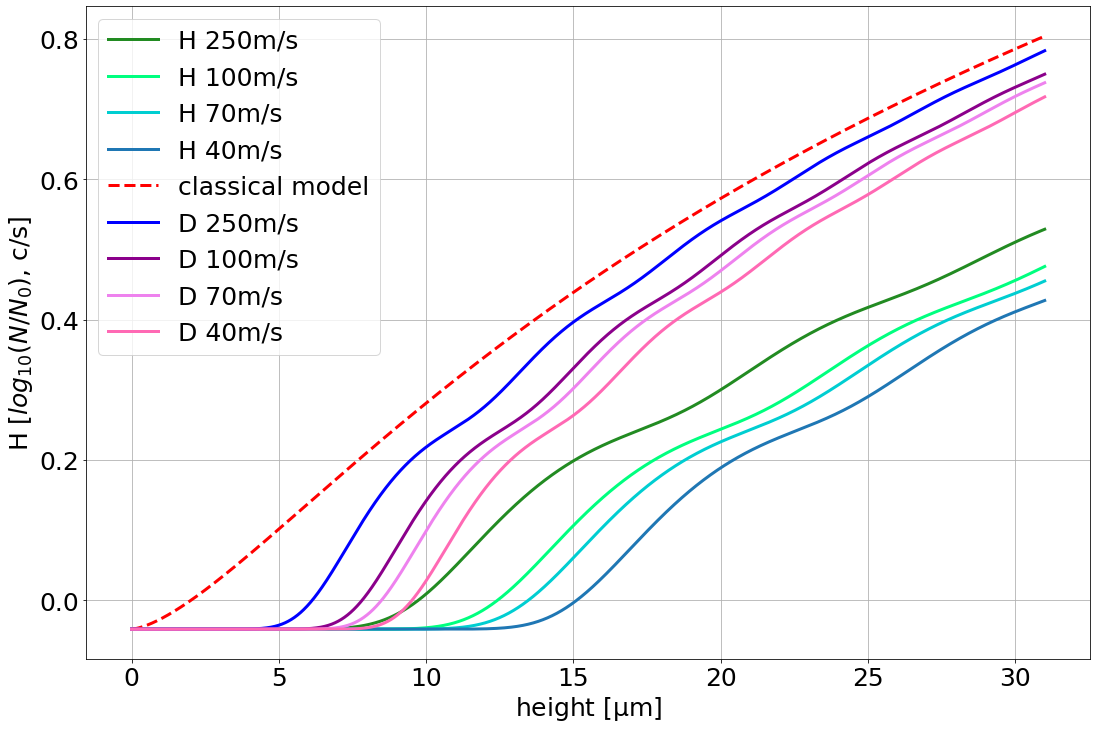 H 250m/s
H 100m/s
H 70m/s
H 40m/s
classical model
D 250m/s
D 100m/s
D 70m/s
D 40m/s
0.8
0.6
0.4
0.2
0.0
H [log₁₀(N/N₀), c/s]
0 5 10 15 20 25 30
height [μm]